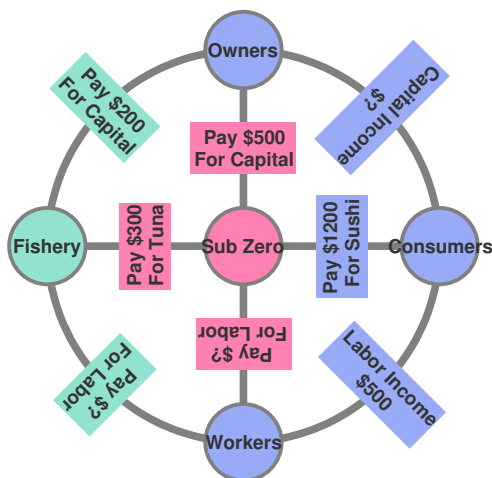 Owners
Pay $200
For Capital
Capital Income
$?
Pay $500
For Capital
Fishery
Pay $300
For Tuna
Sub Zero
Pay $1200
For Sushi
Consumers
Pay $?
For Labor
Pay $?
For Labor
Labor Income
$500
Workers